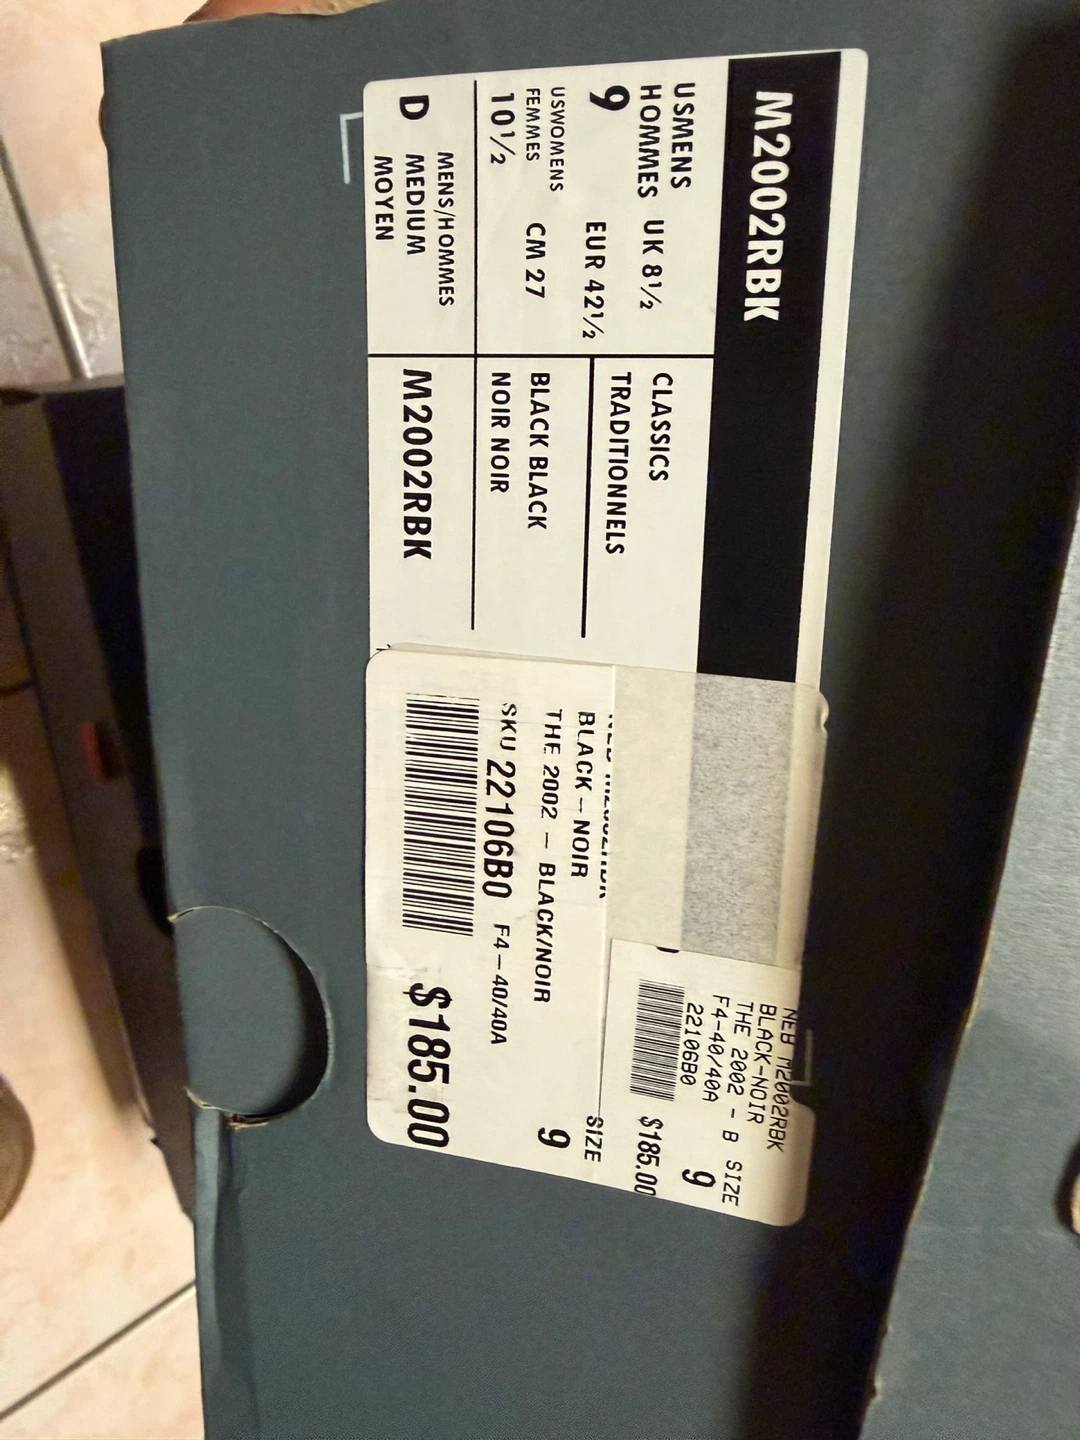 M2002RBK
USMENS
HOMMES UK 8½
9
EUR 42½
USWOMENS
FEMMES CM 27
10½
MENS/HOMMES
D MEDIUM
MOYEN
CLASSICS
TRADITIONNELS
BLACK BLACK
NOIR NOIR
M2002RBK
BLACK-NOIR
THE 2002 - BLACK/NOIR
SKU 22106B0 F4-40/40A
SIZE
9
$185.00
NEB M2002RBK
BLACK-NOIR
THE 2002 - B SIZE
F4-40/40A 9
22106B0
$185.00